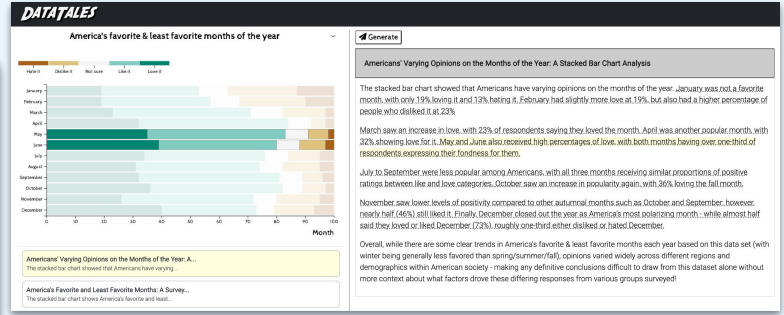 DATATALES
America's favorite & least favorite months of the year
Hate it Dislike it Not sure Like it Love it
January
February
March
April
May
June
July
August
September
October
November
December
0 10 20 30 40 50 60 70 80 90 100
Month
Americans' Varying Opinions on the Months of the Year: A...
The stacked bar chart showed that Americans have varying...
America's Favorite and Least Favorite Months: A Survey...
The stacked bar chart shows America's favorite and least...
Generate
Americans' Varying Opinions on the Months of the Year: A Stacked Bar Chart Analysis
The stacked bar chart showed that Americans have varying opinions on the months of the year. January was not a favorite
month, with only 19% loving it and 13% hating it. February had slightly more love at 19%, but also had a higher percentage of
people who disliked it at 23%
March saw an increase in love, with 23% of respondents saying they loved the month. April was another popular month, with
32% showing love for it. May and June also received high percentages of love, with both months having over one-third of
respondents expressing their fondness for them.
July to September were less popular among Americans, with all three months receiving similar proportions of positive
ratings between like and love categories. October saw an increase in popularity again, with 36% loving the fall month.
November saw lower levels of positivity compared to other autumnal months such as October and September; however,
nearly half (46%) still liked it. Finally, December closed out the year as America's most polarizing month - while almost half
said they loved or liked December (73%), roughly one-third either disliked or hated December.
Overall, while there are some clear trends in America's favorite & least favorite months each year based on this data set (with
winter being generally less favored than spring/summer/fall), opinions varied widely across different regions and
demographics within American society - making any definitive conclusions difficult to draw from this dataset alone without
more context about what factors drove these differing responses from various groups surveyed!